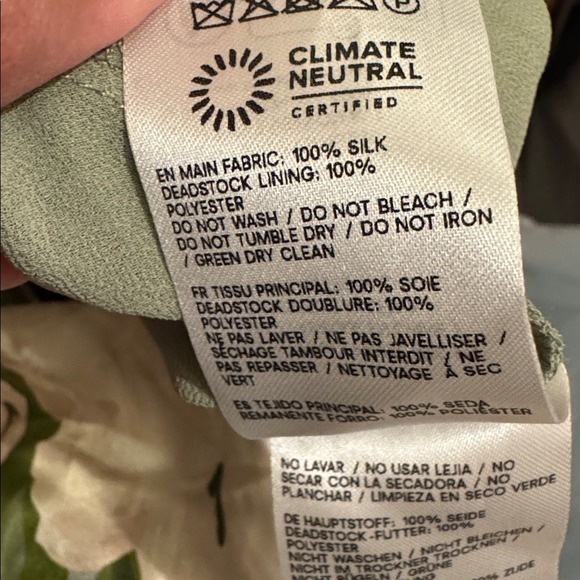 P
CLIMATE
NEUTRAL
CERTIFIED
EN MAIN FABRIC: 100% SILK
DEADSTOCK LINING: 100%
POLYESTER
DO NOT WASH / DO NOT BLEACH /
DO NOT TUMBLE DRY / DO NOT IRON
/ GREEN DRY CLEAN
FR TISSU PRINCIPAL: 100% SOIE
DEADSTOCK DOUBLURE: 100%
POLYESTER
NE PAS LAVER / NE PAS JAVELLISER /
SÉCHAGE TAMBOUR INTERDIT / NE
PAS REPASSER / NETTOYAGE À SEC
VERT
ES TEJIDO PRINCIPAL: 100% SEDA
REMANENTE FORRO: 100% POLIÉSTER
NO LAVAR / NO USAR LEJIA / NO
SECAR CON LA SECADORA / NO
PLANCHAR / LIMPIEZA EN SECO VERDE
DE HAUPTSTOFF: 100% SEIDE
DEADSTOCK-FUTTER: 100%
POLYESTER
NICHT WASCHEN / NICHT BLEICHEN /
NICHT IM TROCKNER TROCKNEN /
NICHT BÜGELN / GRÜNE
ZIJDE